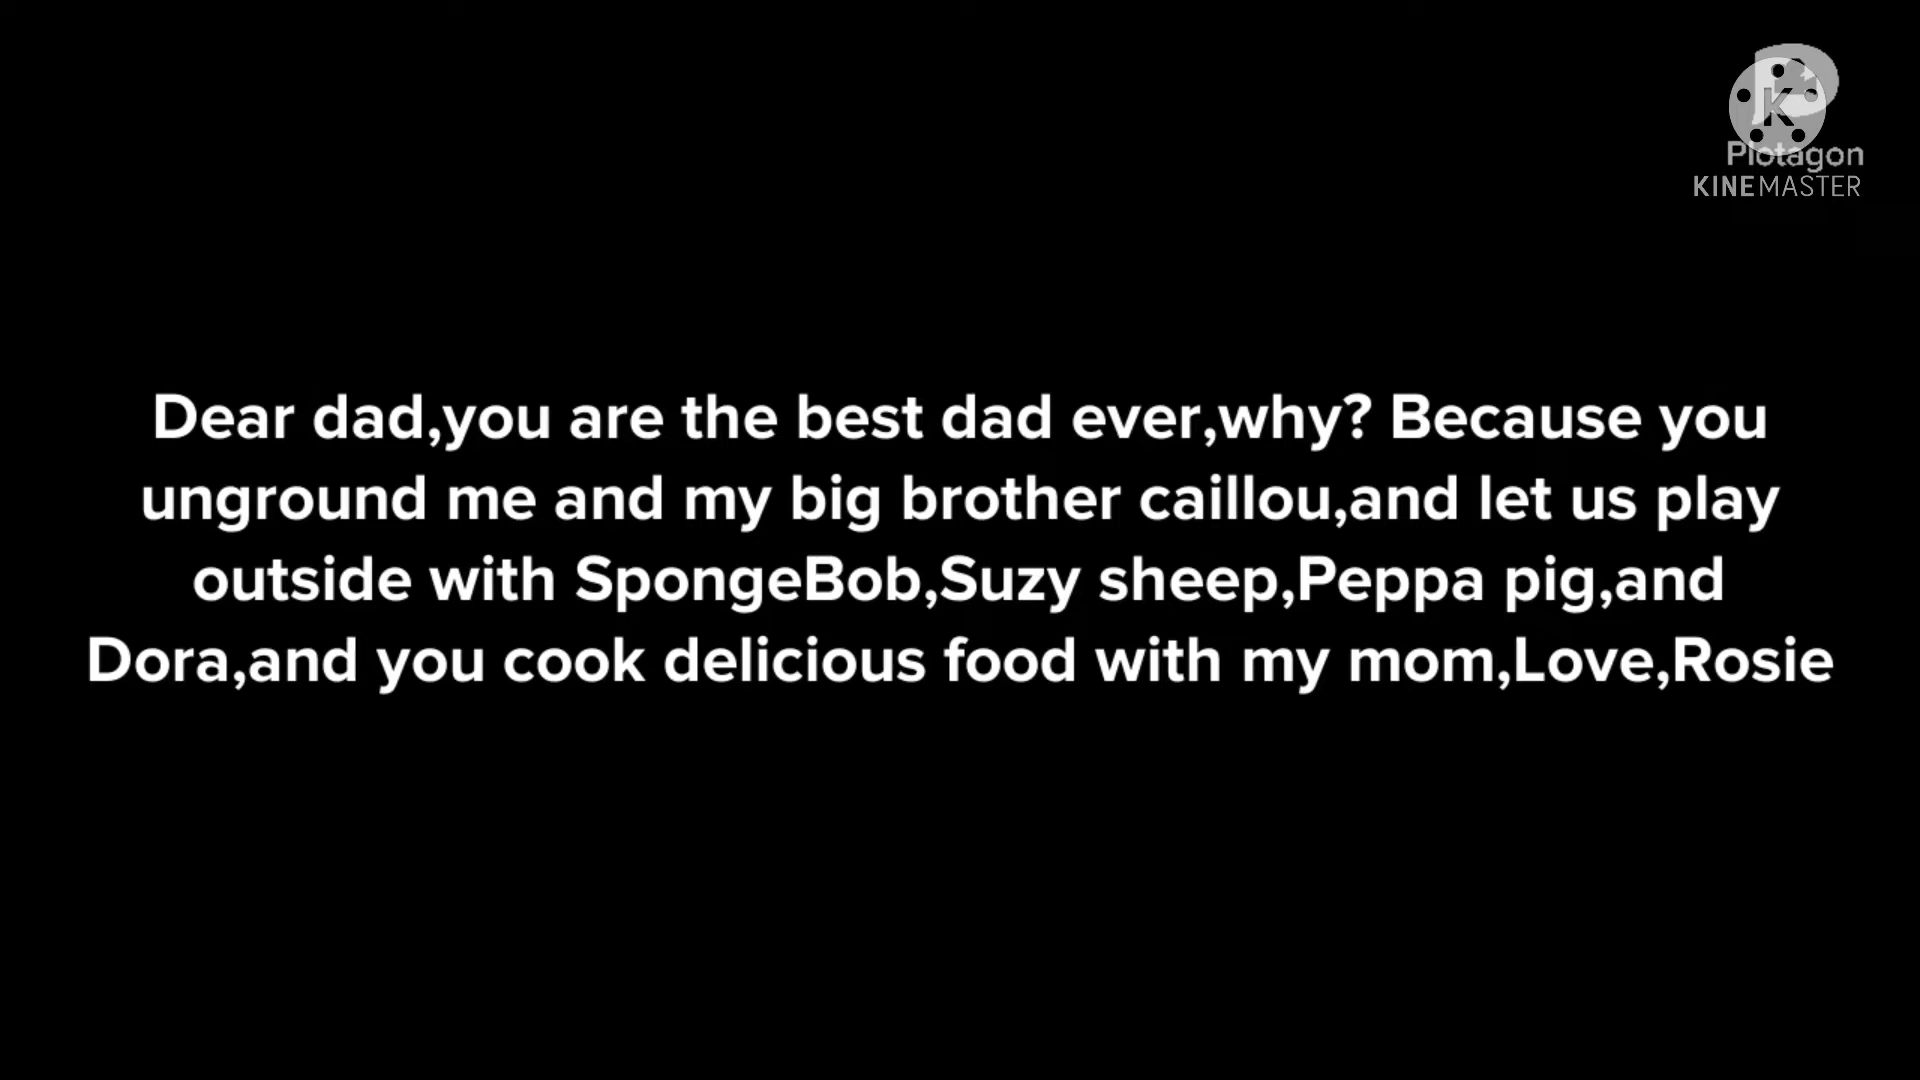 Plotagon
KINEMASTER
Dear dad,you are the best dad ever,why? Because you
unground me and my big brother caillou,and let us play
outside with SpongeBob,Suzy sheep,Peppa pig,and
Dora,and you cook delicious food with my mom,Love,Rosie